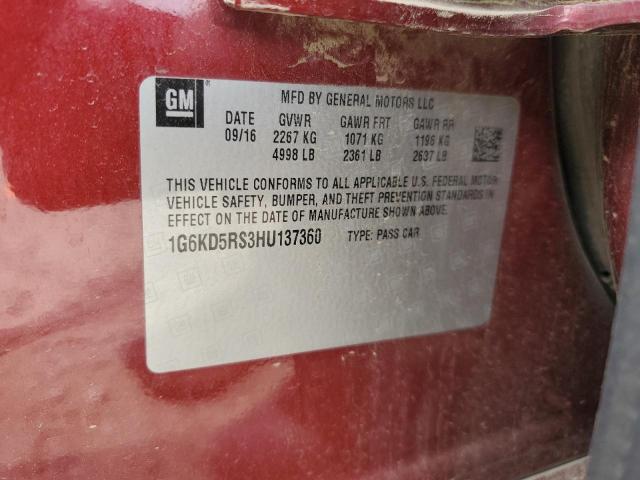 GM
MFD BY GENERAL MOTORS LLC
DATE GVWR GAWR FRT GAWR RR
09/16 2267 KG 1071 KG 1196 KG
4998 LB 2361 LB 2637 LB
THIS VEHICLE CONFORMS TO ALL APPLICABLE U.S. FEDERAL MOTOR
VEHICLE SAFETY, BUMPER, AND THEFT PREVENTION STANDARDS IN
EFFECT ON THE DATE OF MANUFACTURE SHOWN ABOVE.
1G6KD5RS3HU137360 TYPE: PASS CAR